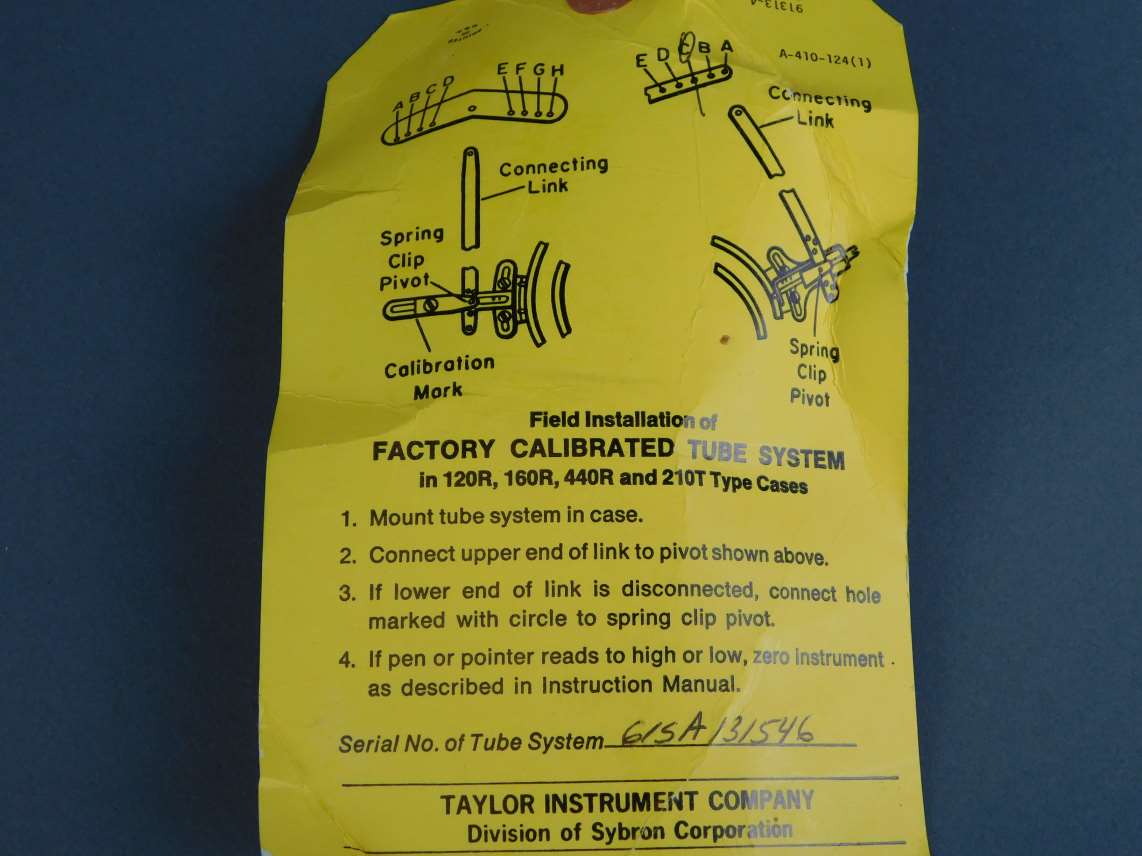 91313-4
A-410-124(1)
E D C B A
A B C D E F G H
Connecting
Link
Connecting
Link
Spring
Clip
Pivot
Calibration
Mark
Spring
Clip
Pivot
Field Installation of
FACTORY CALIBRATED TUBE SYSTEM
in 120R, 160R, 440R and 210T Type Cases
1. Mount tube system in case.
2. Connect upper end of link to pivot shown above.
3. If lower end of link is disconnected, connect hole
marked with circle to spring clip pivot.
4. If pen or pointer reads to high or low, zero instrument
as described in Instruction Manual.
Serial No. of Tube System 61SA131546
TAYLOR INSTRUMENT COMPANY
Division of Sybron Corporation